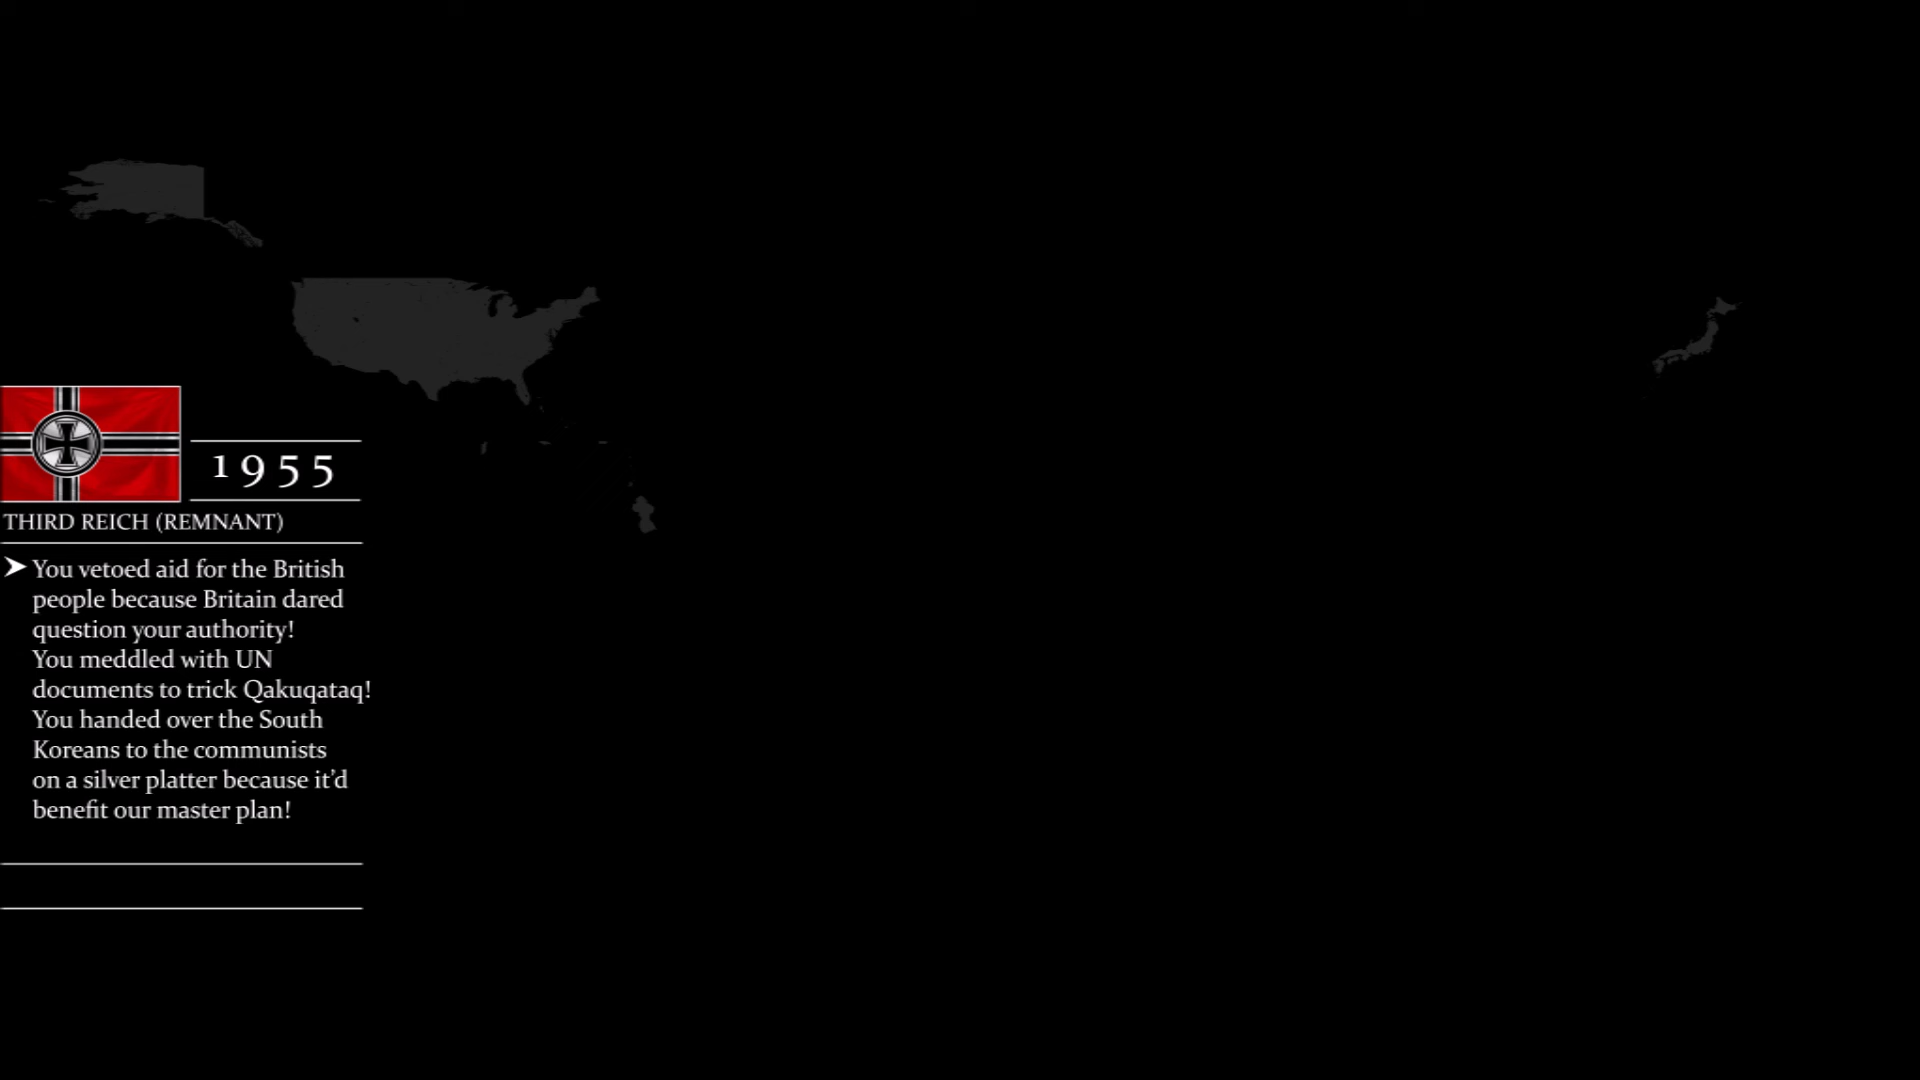 1955
THIRD REICH (REMNANT)
You vetoed aid for the British
people because Britain dared
question your authority!
You meddled with UN
documents to trick Qakuqataq!
You handed over the South
Koreans to the communists
on a silver platter because it’d
benefit our master plan!